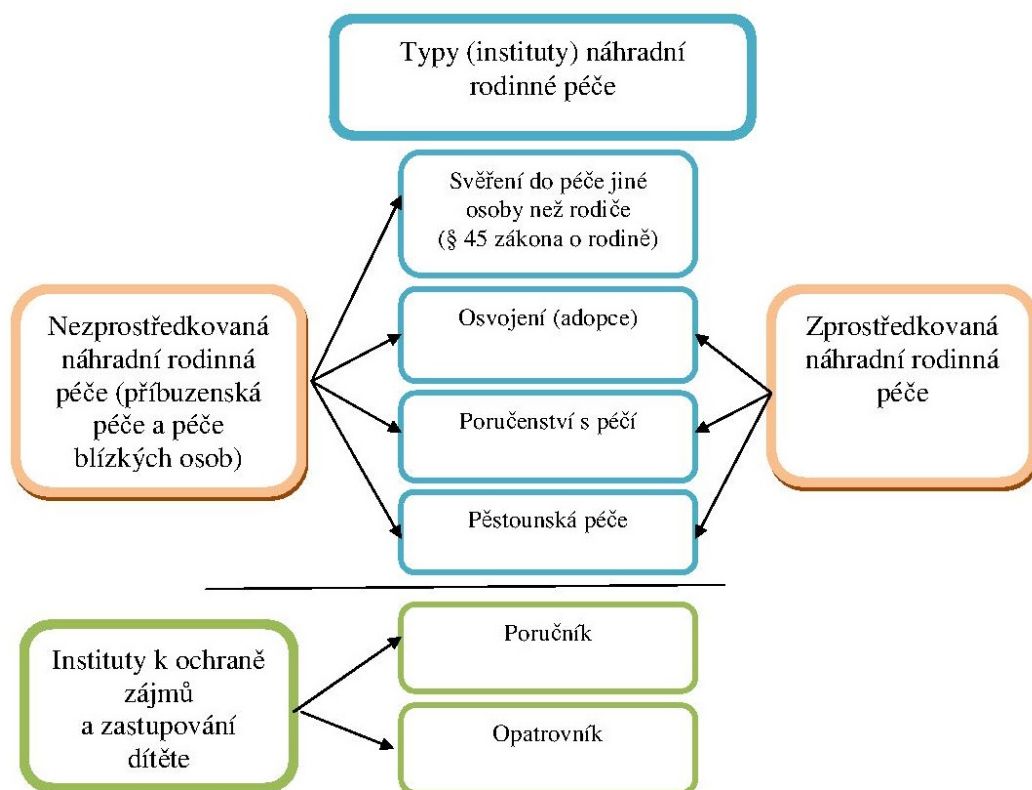 Typy (instituty) náhradní
rodinné péče
Svěření do péče jiné
osoby než rodiče
(§ 45 zákona o rodině)
Nezprostředkovaná
náhradní rodinná
péče (příbuzenská
péče a péče
blízkých osob)
Osvojení (adopce)
Poručenství s péčí
Pěstounská péče
Zprostředkovaná
náhradní rodinná
péče
Instituty k ochraně
zájmů
a zastupování
dítěte
Poručník
Opatrovník